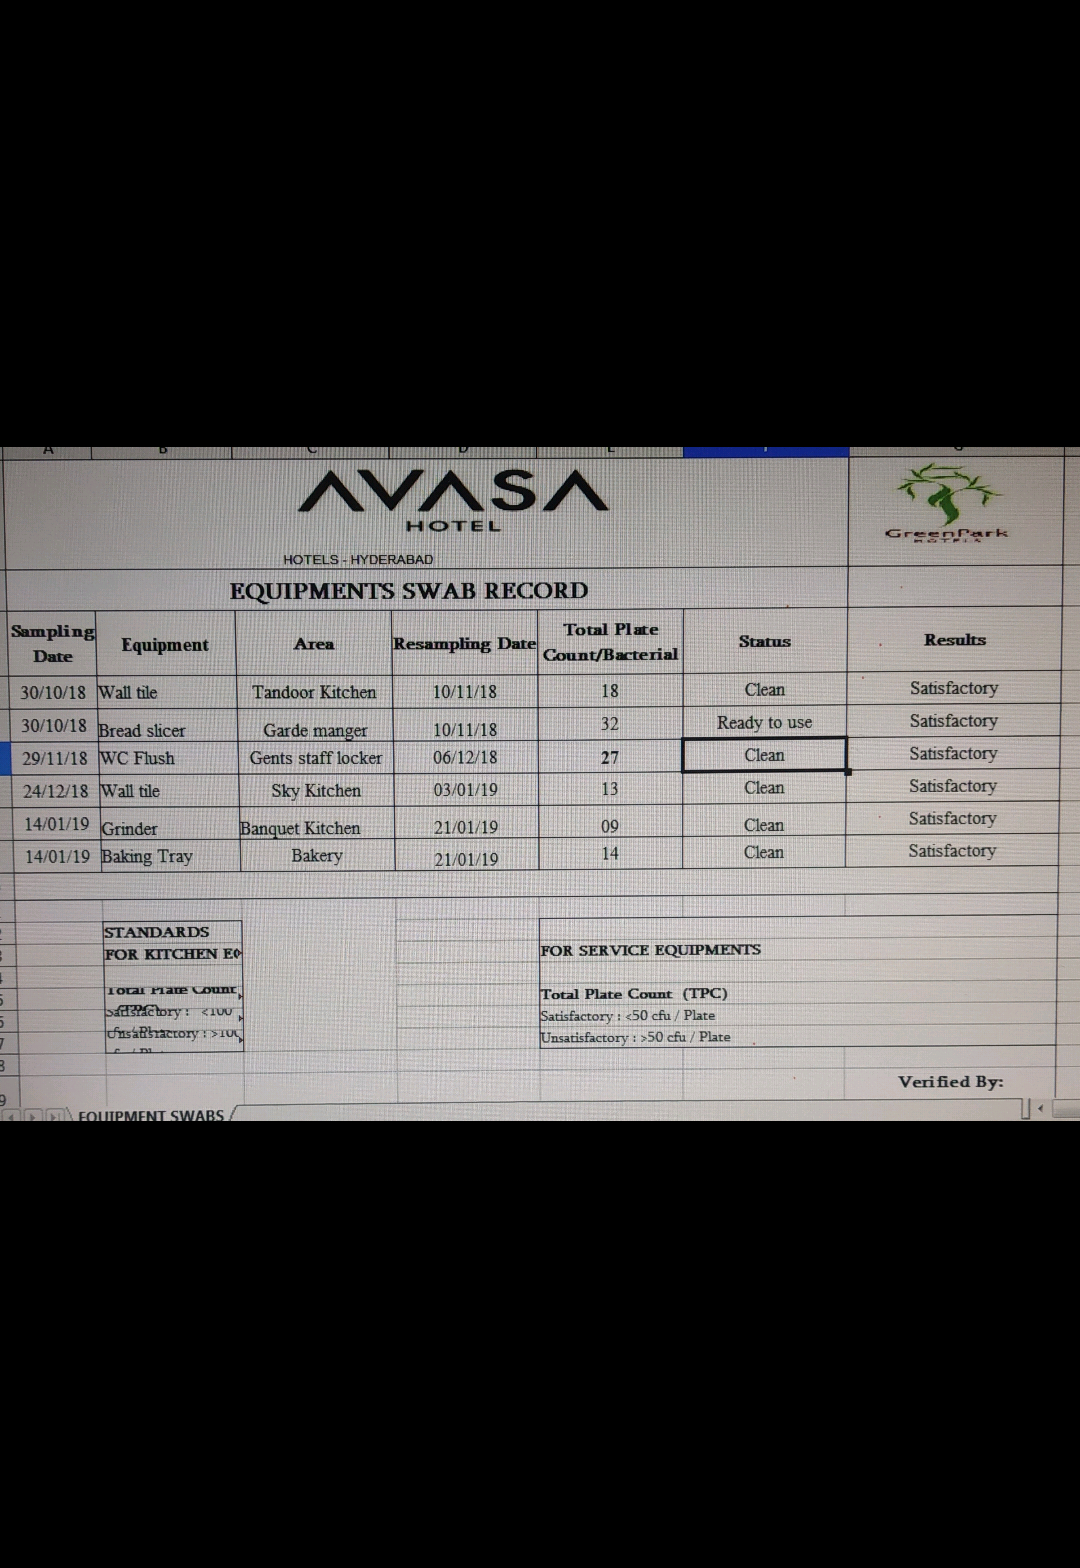 A B C D E F G
AVASA
HOTEL
HOTELS - HYDERABAD
GreenPark
HOTELS
EQUIPMENTS SWAB RECORD
Sampling Date Equipment Area Resampling Date Total Plate Count/Bacterial Status Results
30/10/18 Wall tile Tandoor Kitchen 10/11/18 18 Clean Satisfactory
30/10/18 Bread slicer Garde manger 10/11/18 32 Ready to use Satisfactory
29/11/18 WC Flush Gents staff locker 06/12/18 27 Clean Satisfactory
24/12/18 Wall tile Sky Kitchen 03/01/19 13 Clean Satisfactory
14/01/19 Grinder Banquet Kitchen 21/01/19 09 Clean Satisfactory
14/01/19 Baking Tray Bakery 21/01/19 14 Clean Satisfactory
STANDARDS
FOR KITCHEN
Total Plate Count
(TPC)
Satisfactory : <100
cfu / Plate
Unsatisfactory : >100
FOR SERVICE EQUIPMENTS
Total Plate Count (TPC)
Satisfactory : <50 cfu / Plate
Unsatisfactory : >50 cfu / Plate
Verified By:
EQUIPMENT SWABS